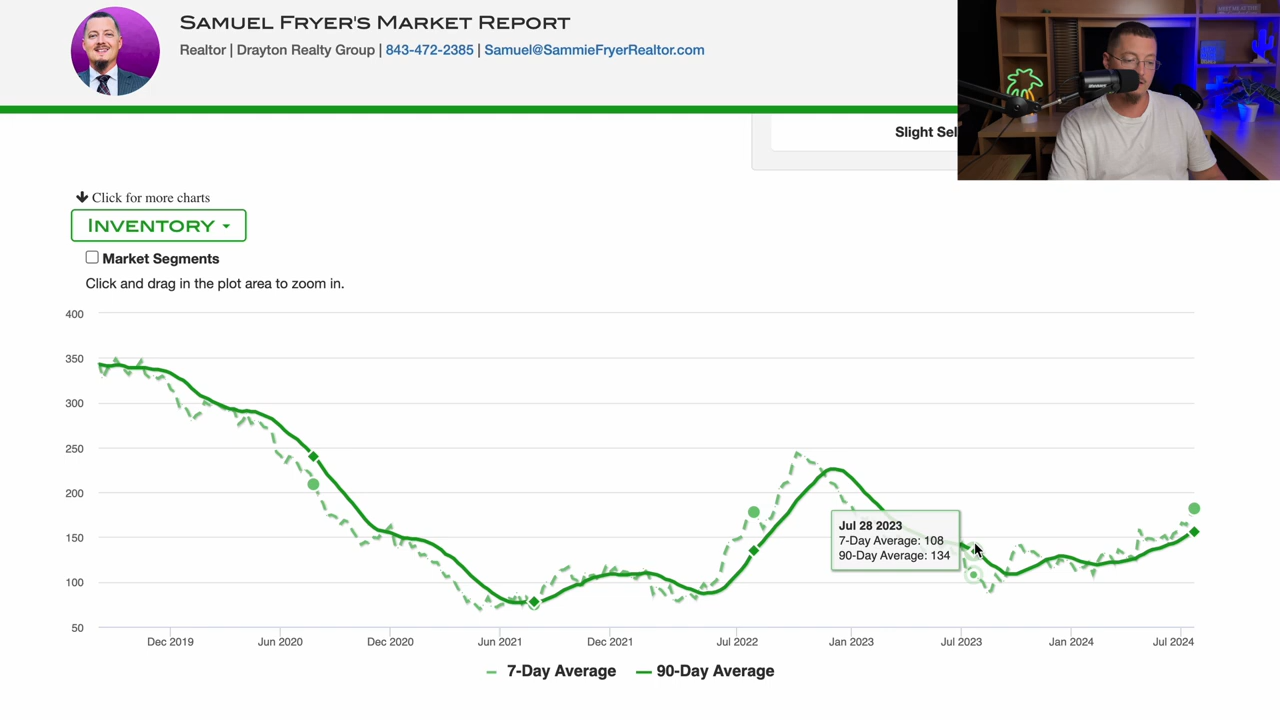 SAMUEL FRYER'S MARKET REPORT
Realtor | Drayton Realty Group | 843-472-2385 | Samuel@SammieFryerRealtor.com
Slight Sel
Click for more charts
INVENTORY
Market Segments
Click and drag in the plot area to zoom in.
400
350
300
250
200
150
100
50
Jul 28 2023
7-Day Average: 108
90-Day Average: 134
Dec 2019
Jun 2020
Dec 2020
Jun 2021
Dec 2021
Jul 2022
Jan 2023
Jul 2023
Jan 2024
Jul 2024
7-Day Average
90-Day Average